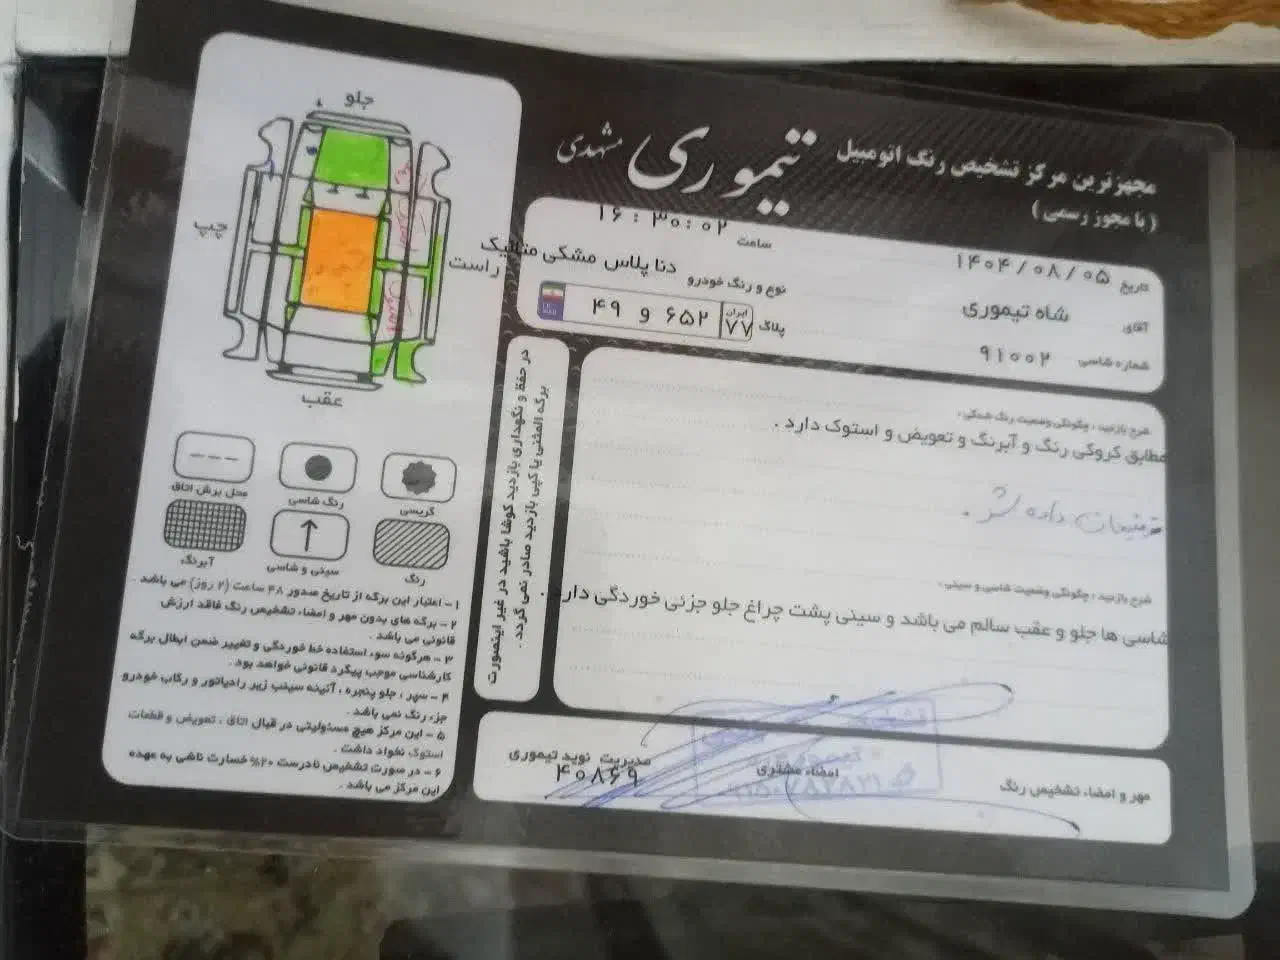 مجهزترین مرکز تشخیص رنگ اتومبیل
(با مجوز رسمی)
تیموری مشهدی
تاریخ ۱۴۰۴/۰۸/۰۵
ساعت ۱۶:۳۰:۰۲
آقای شاه تیموری
نوع و رنگ خودرو دنا پلاس مشکی متالیک
شماره شاسی ۹۱۰۰۲
پلاک ایران ۷۷ ۶۵۲ و ۴۹
شرح بازدید، چگونگی وضعیت رنگ شدگی،
مطابق کروکی رنگ و آبرنگ و تعویض و استوک دارد.
توضیحات داده شد.
شرح بازدید، چگونگی وضعیت شاسی و سینی،
شاسی ها جلو و عقب سالم می باشد و سینی پشت چراغ جلو جزئی خوردگی دارد.
مهر و امضاء تشخیص رنگ
امضاء مشتری
مدیریت نوید تیموری
۴۰۸۶۹
در حفظ و نگهداری بازدید کوشا باشید در غیر اینصورت
برگه المثنی یا کپی بازدید صادر نمی گردد.
جلو
چپ
راست
عقب
گریسی
رنگ شاسی
محل برش اتاق
رنگ
سینی و شاسی
آبرنگ
۱- اعتبار این برگه از تاریخ صدور ۴۸ ساعت (۲ روز) می باشد.
۲- برگه های بدون مهر و امضاء تشخیص رنگ فاقد ارزش
قانونی می باشد.
۳- هرگونه سوء استفاده خط خوردگی و تغییر ضمن ابطال برگه
کارشناسی موجب پیگرد قانونی خواهد بود.
۴- سپر، جلو پنجره، آئینه سینی زیر رادیاتور و رکاب خودرو
جزء رنگ نمی باشد.
۵- این مرکز هیچ مسئولیتی در قبال اتاق، تعویض و قطعات
استوک نخواد داشت.
۶- در صورت تشخیص نادرست ۲۰% خسارت ناشی به عهده
این مرکز می باشد.